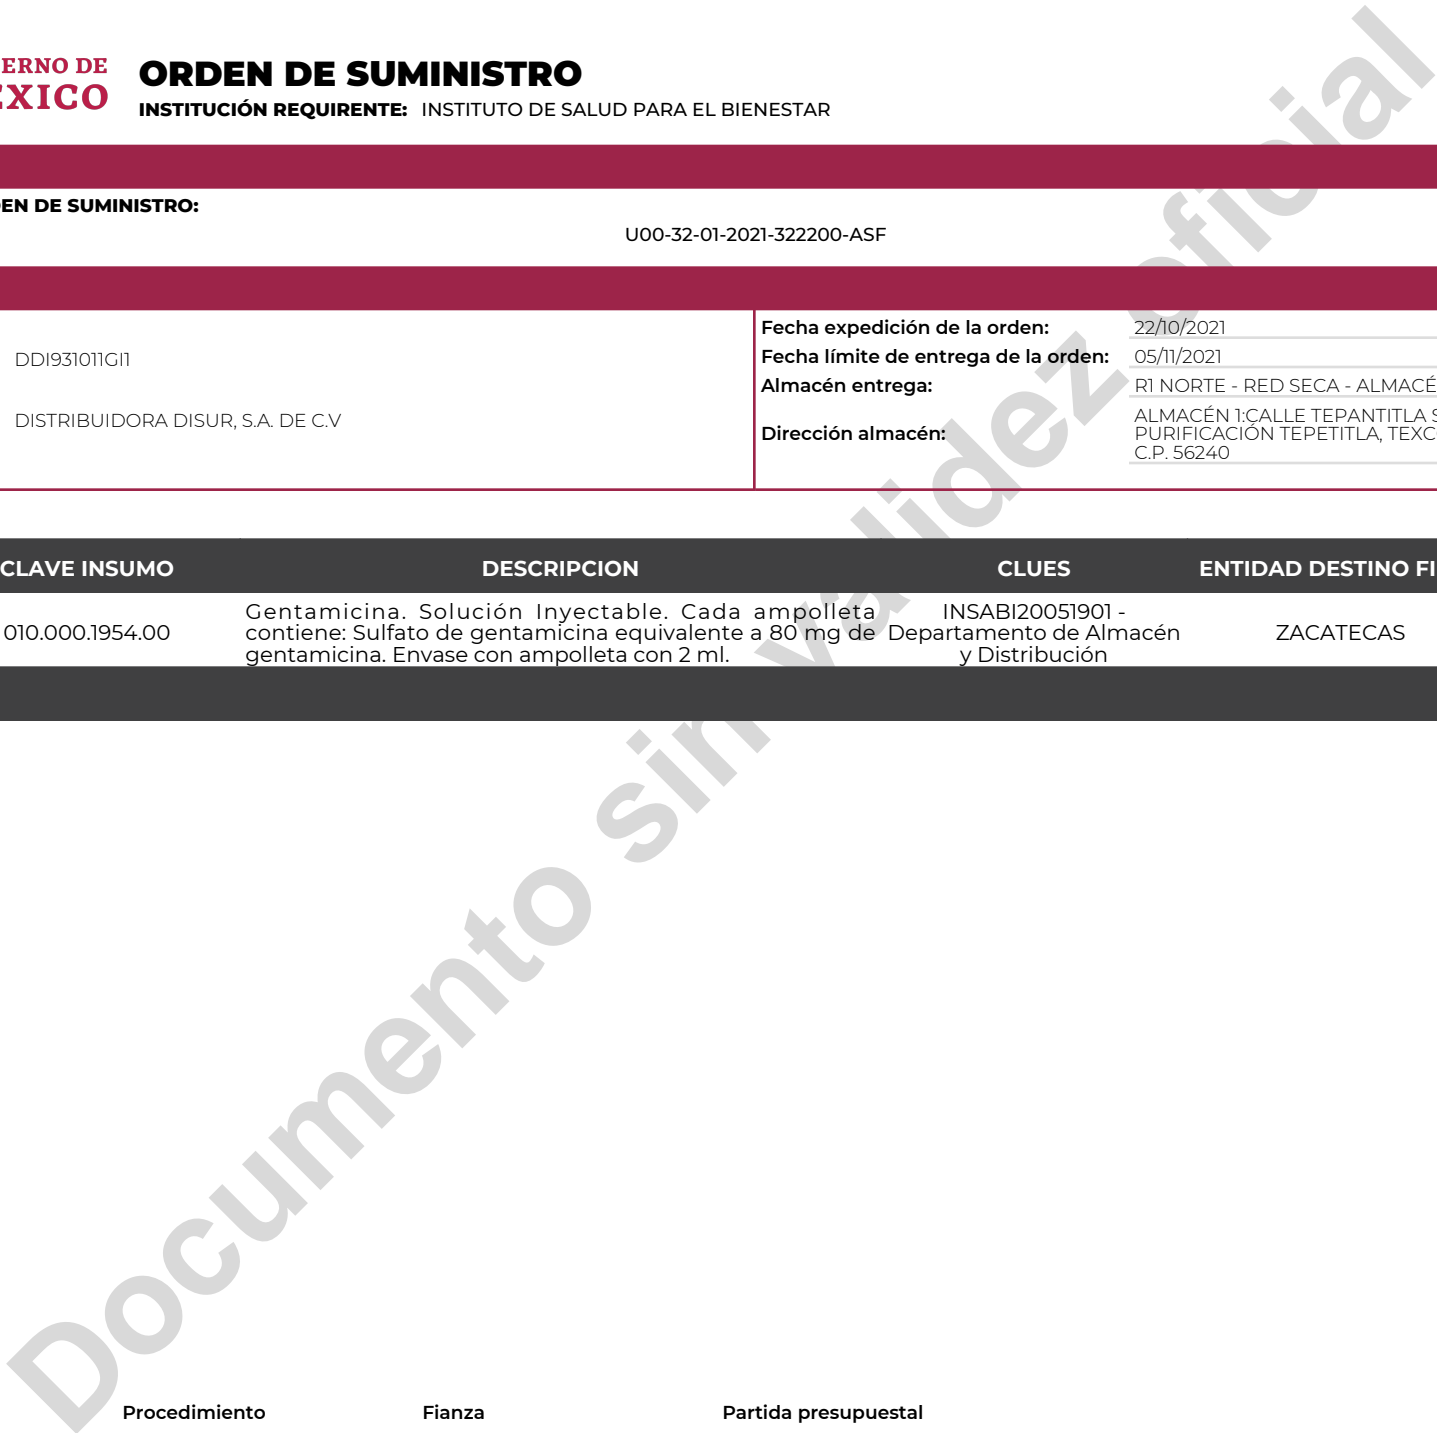 ERNO DE
EXICO
ORDEN DE SUMINISTRO
INSTITUCIÓN REQUIRENTE: INSTITUTO DE SALUD PARA EL BIENESTAR
EN DE SUMINISTRO:
U00-32-01-2021-322200-ASF
DDI931011GI1
DISTRIBUIDORA DISUR, S.A. DE C.V
Fecha expedición de la orden: 22/10/2021
Fecha límite de entrega de la orden: 05/11/2021
Almacén entrega: R1 NORTE - RED SECA - ALMACÉ
Dirección almacén: ALMACÉN 1:CALLE TEPANTITLA S
PURIFICACIÓN TEPETITLA, TEXC
C.P. 56240
CLAVE INSUMO DESCRIPCION CLUES ENTIDAD DESTINO FI
010.000.1954.00
Gentamicina. Solución Inyectable. Cada ampolleta
contiene: Sulfato de gentamicina equivalente a 80 mg de
gentamicina. Envase con ampolleta con 2 ml.
INSABI20051901 -
Departamento de Almacén
y Distribución
ZACATECAS
Documento sin validez oficial
Procedimiento Fianza Partida presupuestal